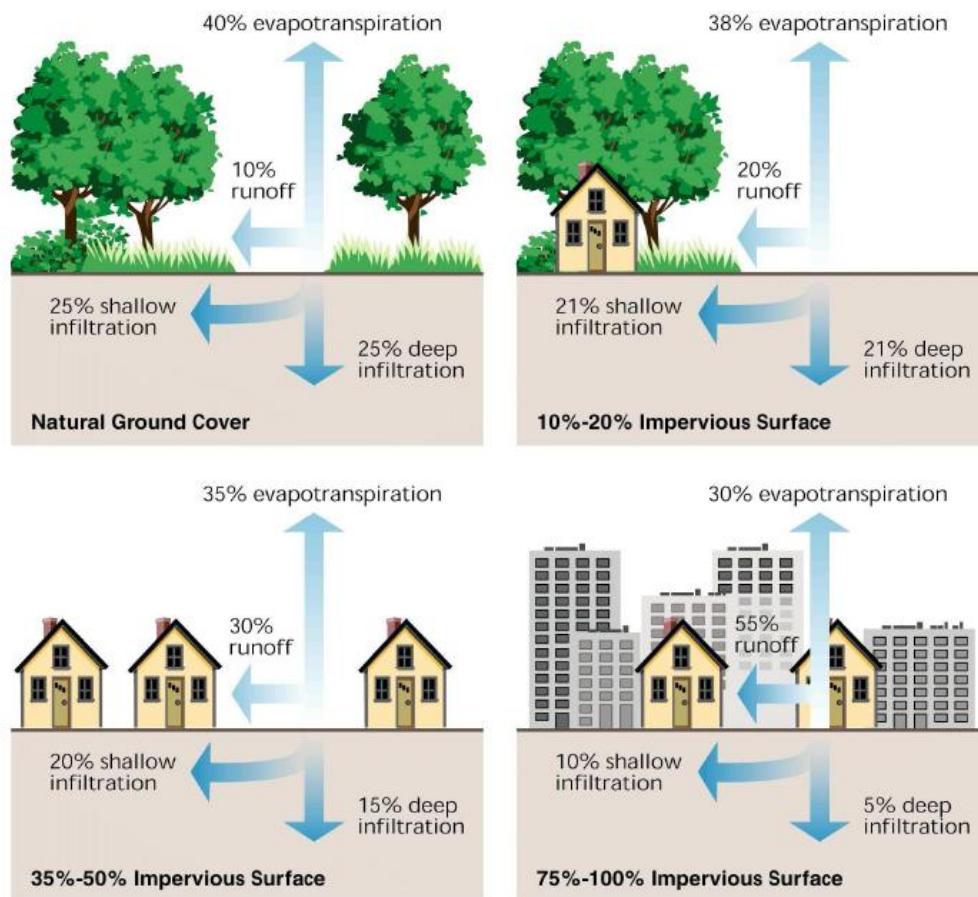 40% evapotranspiration
10%
runoff
25% shallow
infiltration
25% deep
infiltration
Natural Ground Cover
38% evapotranspiration
20%
runoff
21% shallow
infiltration
21% deep
infiltration
10%-20% Impervious Surface
35% evapotranspiration
30%
runoff
20% shallow
infiltration
15% deep
infiltration
35%-50% Impervious Surface
30% evapotranspiration
55%
runoff
10% shallow
infiltration
5% deep
infiltration
75%-100% Impervious Surface